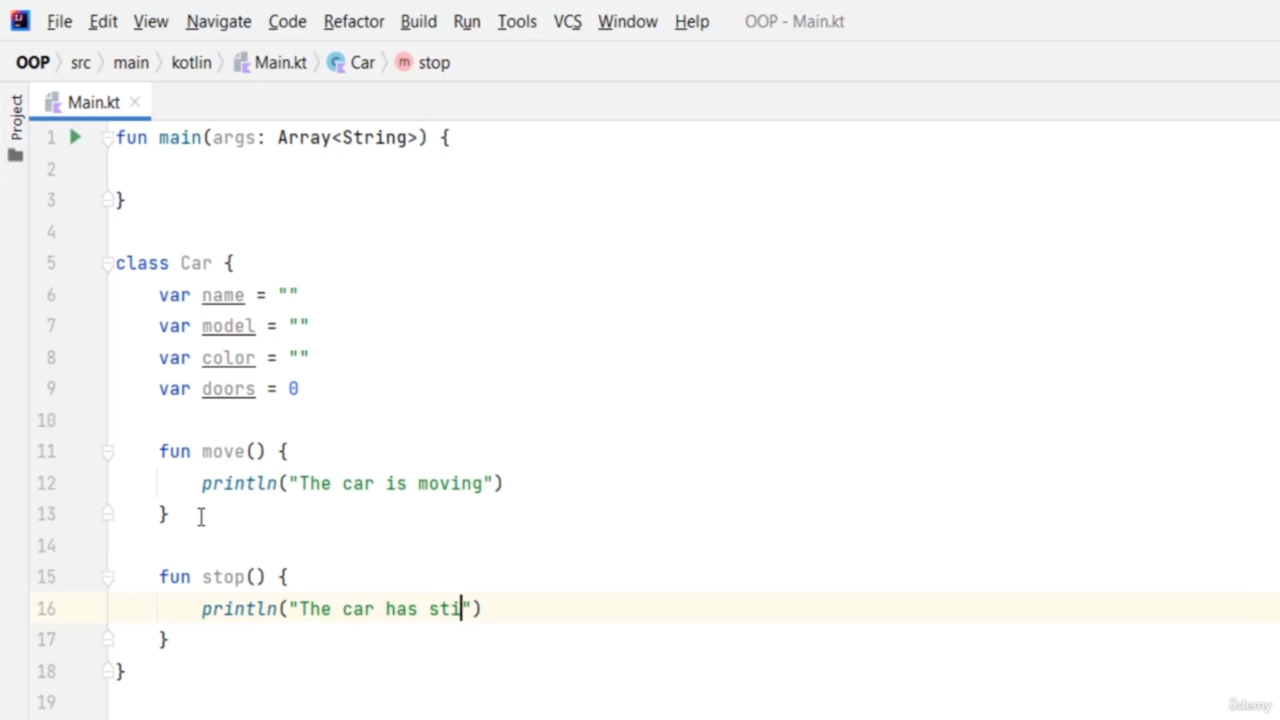 File Edit View Navigate Code Refactor Build Run Tools VCS Window Help OOP - Main.kt
OOP src main kotlin Main.kt Car m stop
Main.kt
Project
1 fun main(args: Array<String>) {
2
3 }
4
5 class Car {
6     var name = ""
7     var model = ""
8     var color = ""
9     var doors = 0
10
11     fun move() {
12         println("The car is moving")
13     }
14
15     fun stop() {
16         println("The car has sti")
17     }
18 }
19
ûdemy